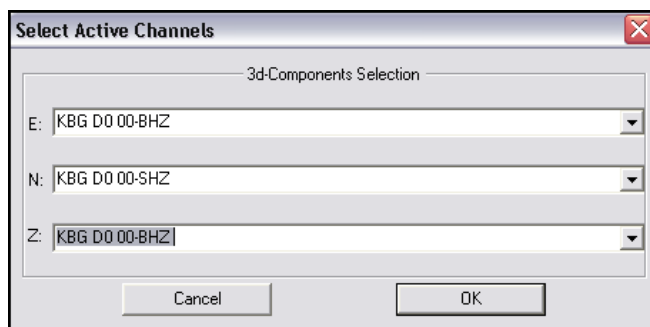 Select Active Channels
3d-Components Selection
E: KBG D0 00-BHZ
N: KBG D0 00-SHZ
Z: KBG D0 00-BHZ
Cancel OK